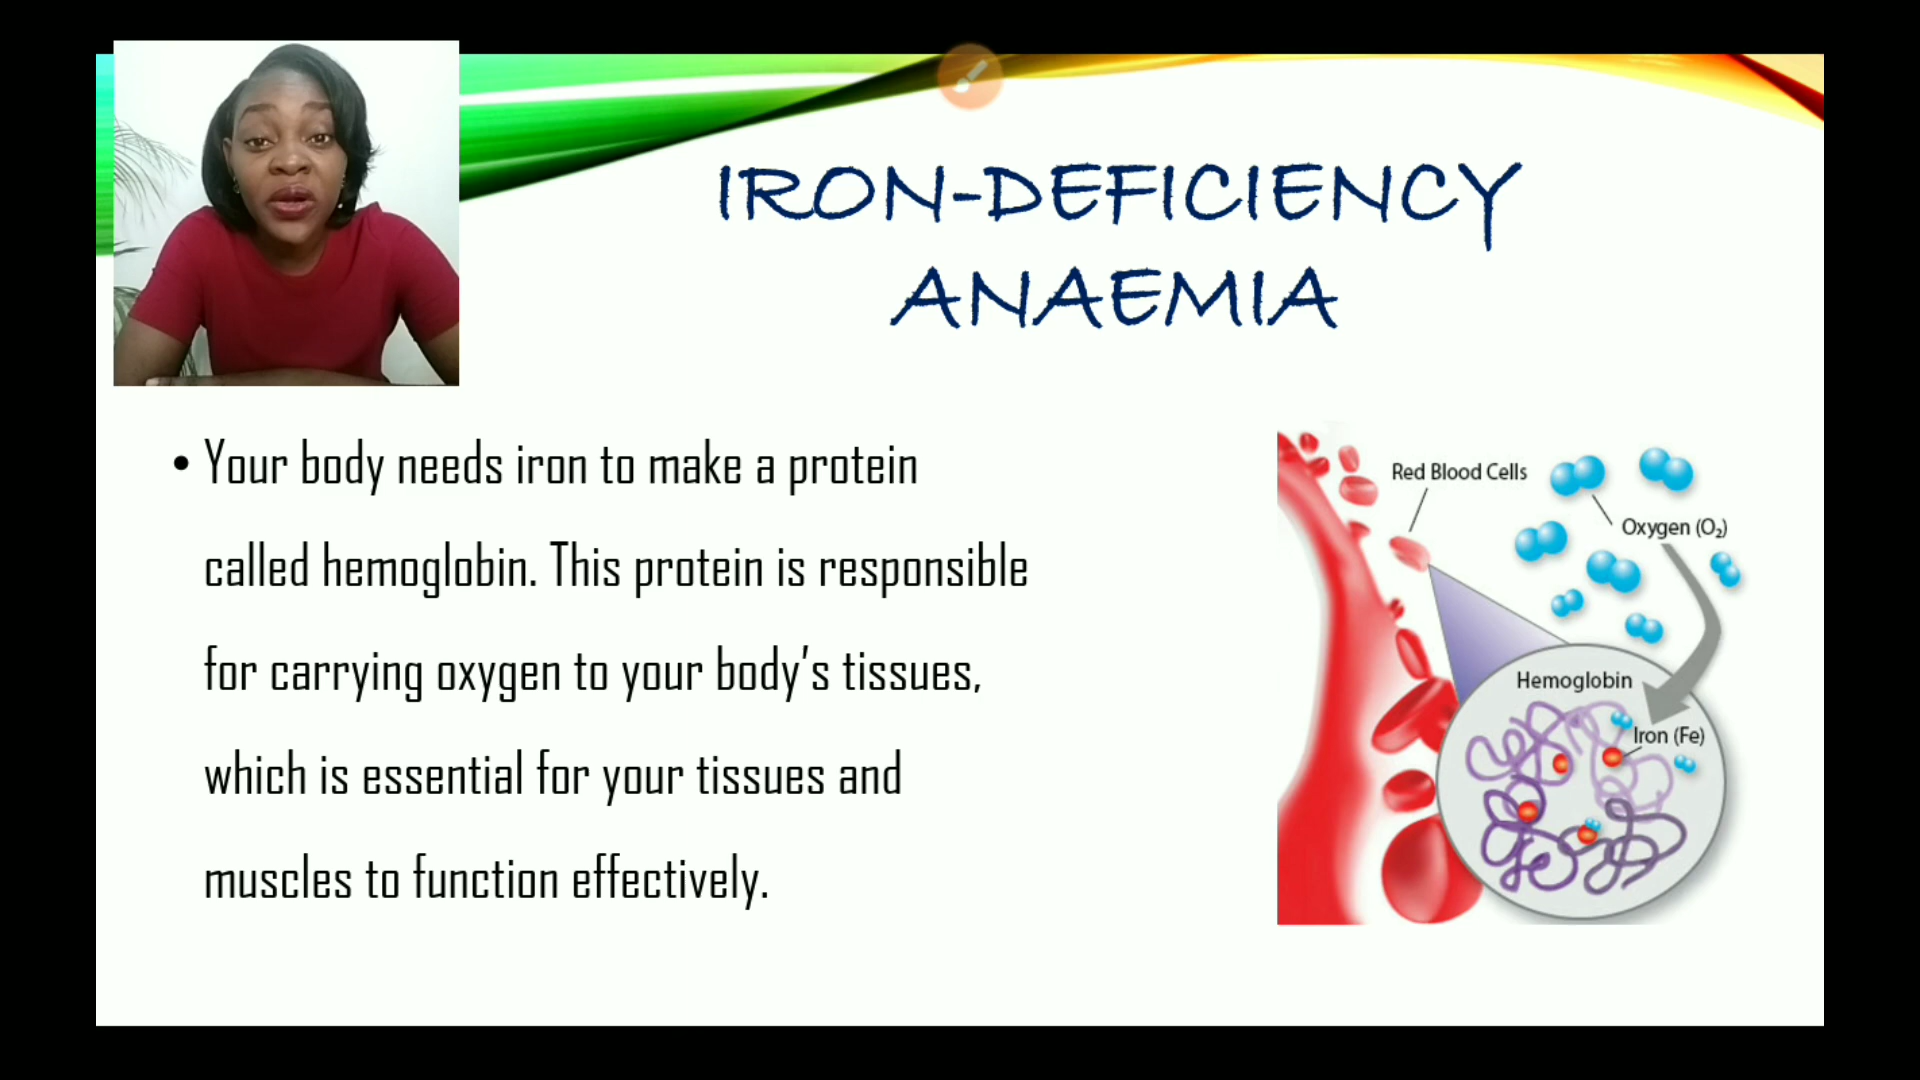 IRON-DEFICIENCY
ANAEMIA
• Your body needs iron to make a protein
called hemoglobin. This protein is responsible
for carrying oxygen to your body's tissues,
which is essential for your tissues and
muscles to function effectively.
Red Blood Cells
Oxygen (O₂)
Hemoglobin
Iron (Fe)